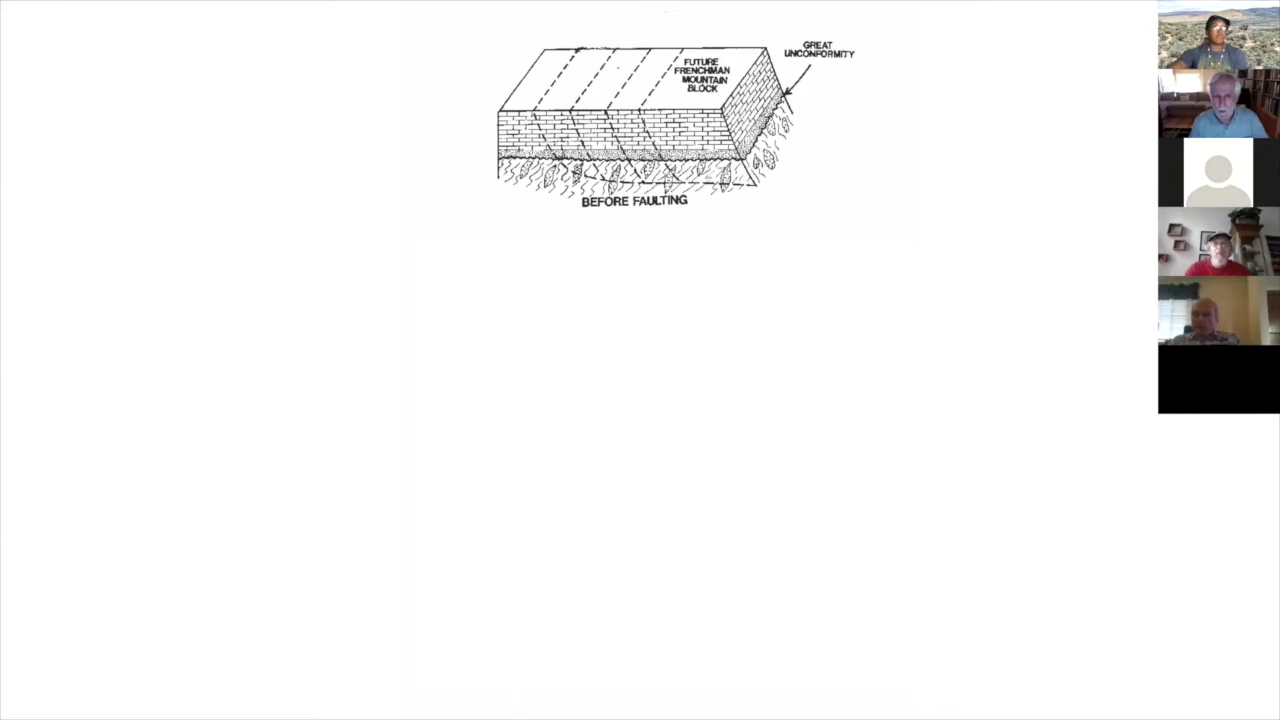 GREAT
UNCONFORMITY
FUTURE
FRENCHMAN
MOUNTAIN
BLOCK
BEFORE FAULTING